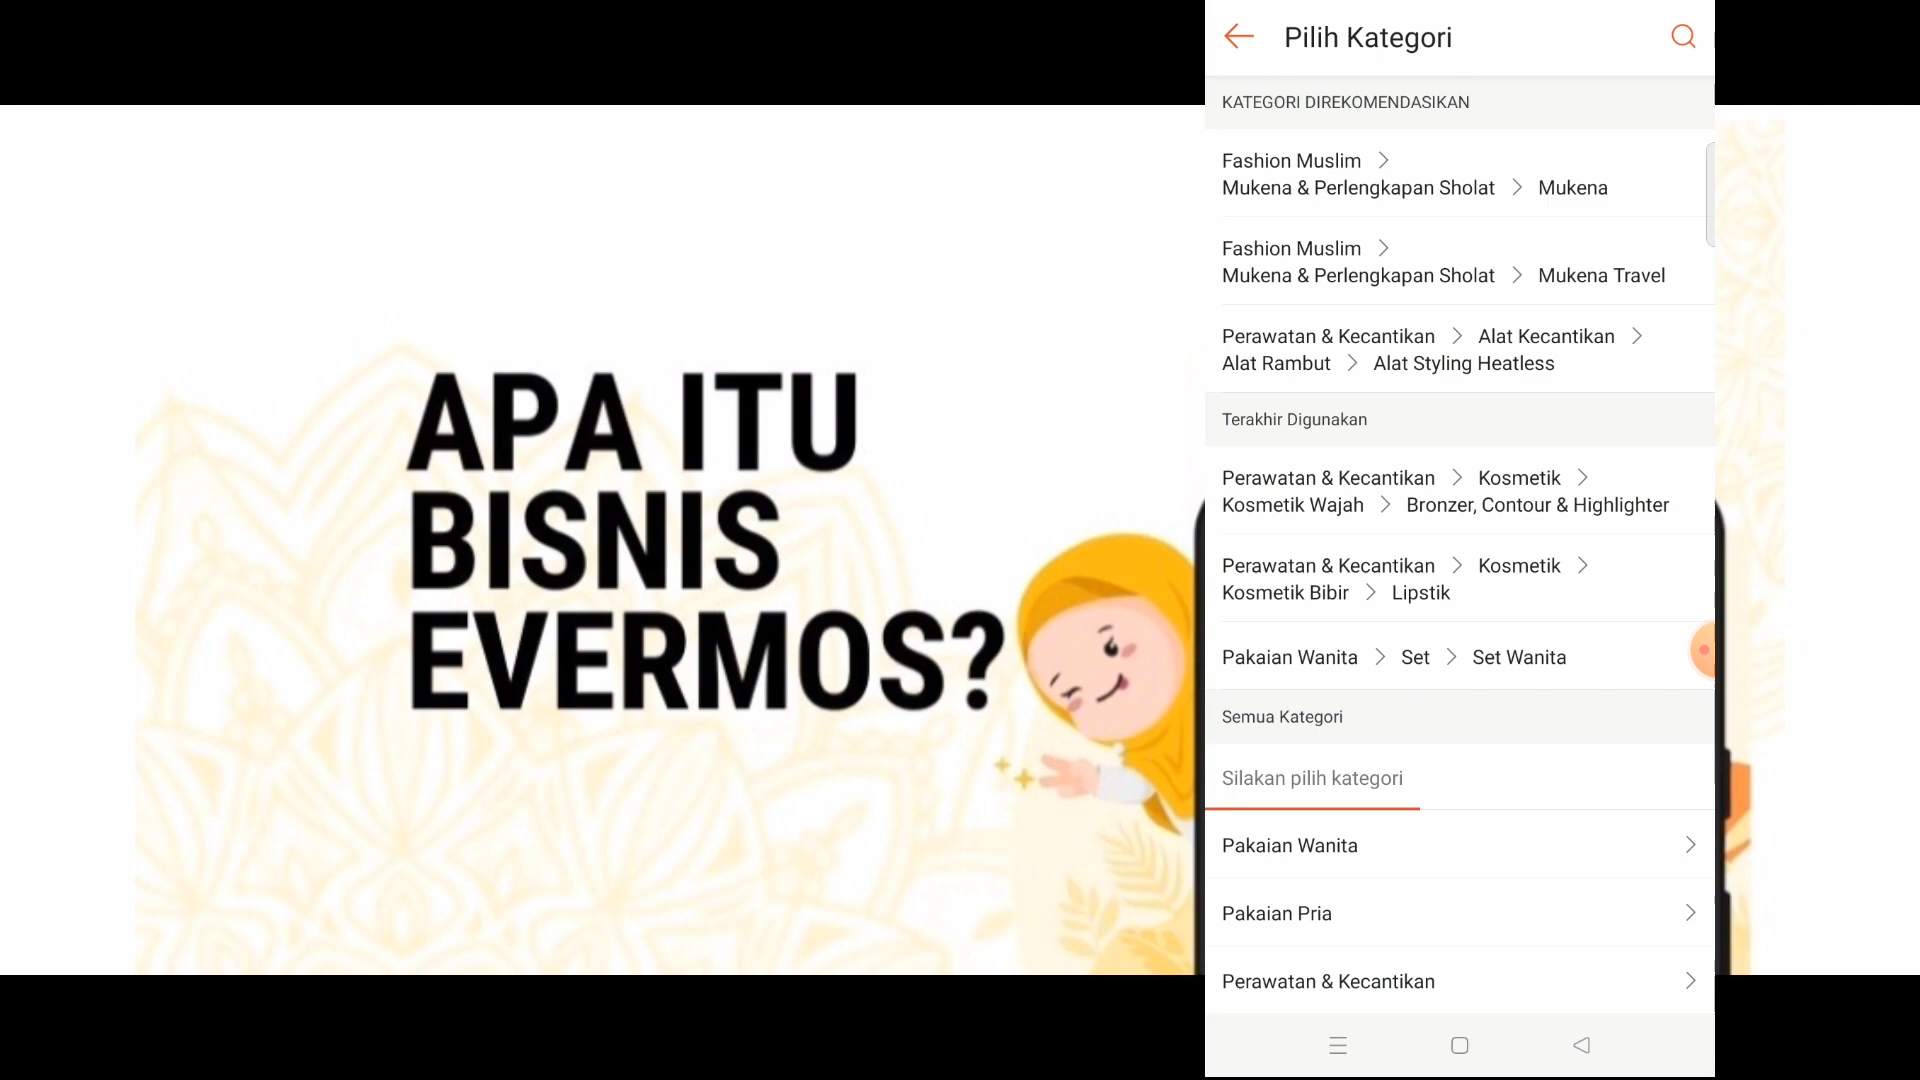 APA ITU
BISNIS
EVERMOS?
Pilih Kategori
KATEGORI DIREKOMENDASIKAN
Fashion Muslim
Mukena & Perlengkapan Sholat > Mukena
Fashion Muslim
Mukena & Perlengkapan Sholat > Mukena Travel
Perawatan & Kecantikan > Alat Kecantikan >
Alat Rambut > Alat Styling Heatless
Terakhir Digunakan
Perawatan & Kecantikan > Kosmetik >
Kosmetik Wajah > Bronzer, Contour & Highlighter
Perawatan & Kecantikan > Kosmetik >
Kosmetik Bibir > Lipstik
Pakaian Wanita > Set > Set Wanita
Semua Kategori
Silakan pilih kategori
Pakaian Wanita
Pakaian Pria
Perawatan & Kecantikan